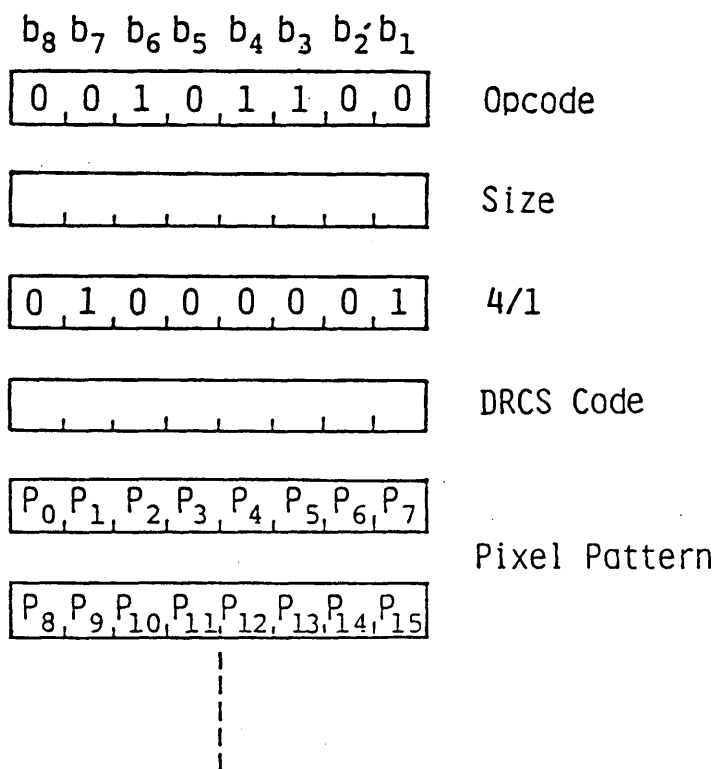 b8 b7 b6 b5 b4 b3 b2 b1
0 0 1 0 1 1 0 0 Opcode
Size
0 1 0 0 0 0 0 1 4/1
DRCS Code
P0 P1 P2 P3 P4 P5 P6 P7
Pixel Pattern
P8 P9 P10 P11 P12 P13 P14 P15